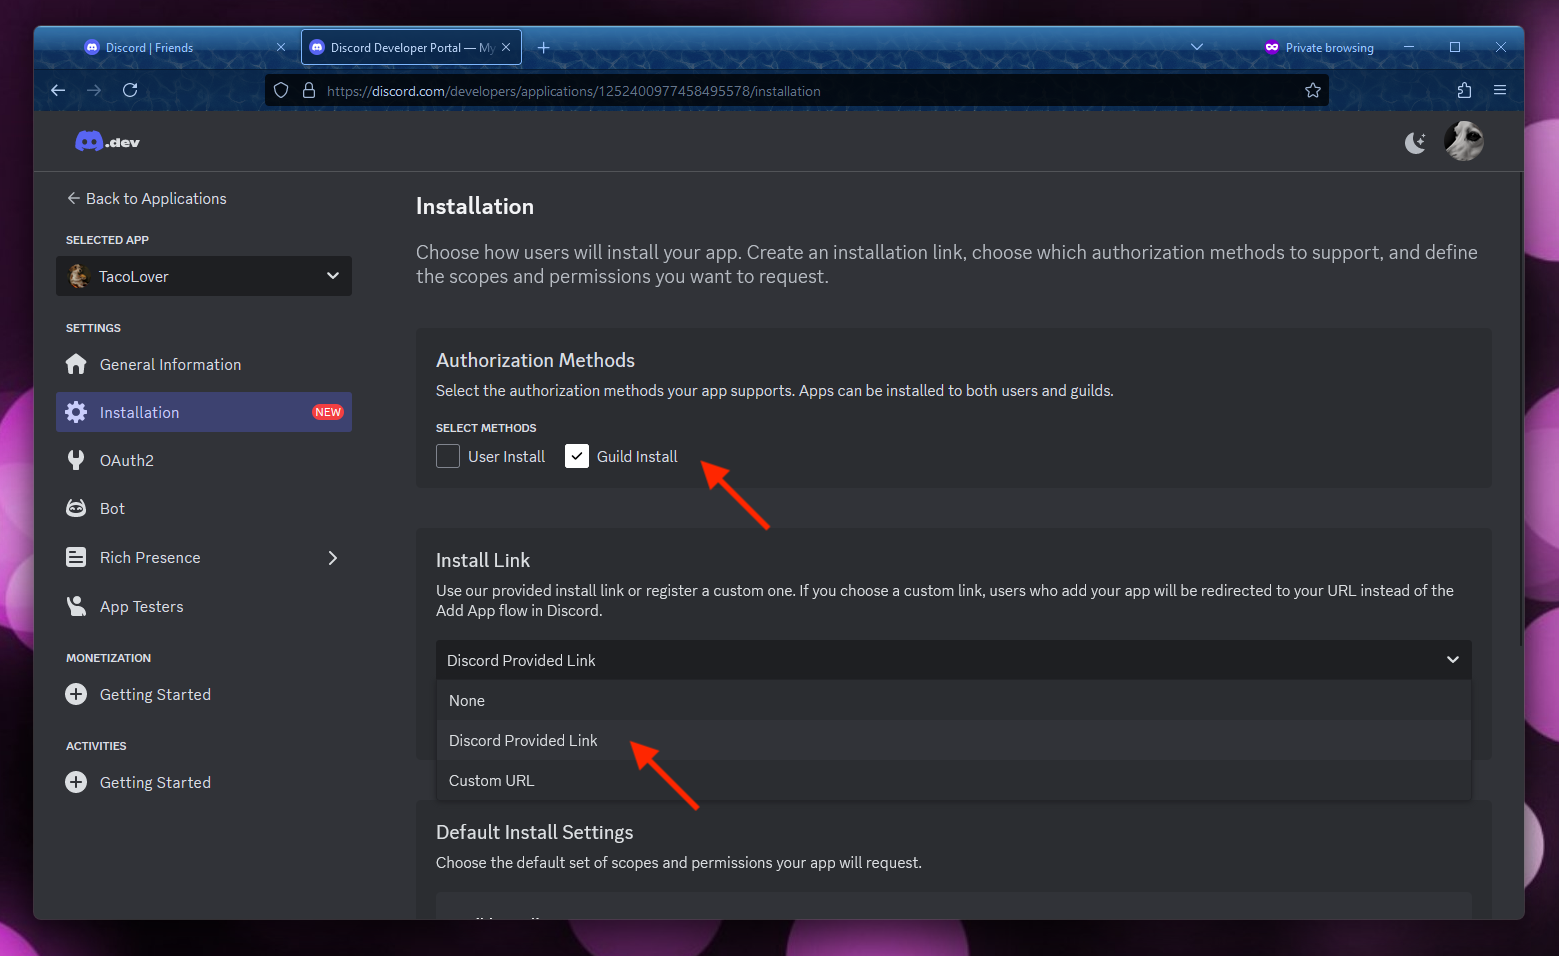 Discord | Friends
Discord Developer Portal — My
Private browsing
https://discord.com/developers/applications/1252400977458495578/installation
.dev
Back to Applications
SELECTED APP
TacoLover
SETTINGS
General Information
Installation
NEW
OAuth2
Bot
Rich Presence
App Testers
MONETIZATION
Getting Started
ACTIVITIES
Getting Started
Installation
Choose how users will install your app. Create an installation link, choose which authorization methods to support, and define
the scopes and permissions you want to request.
Authorization Methods
Select the authorization methods your app supports. Apps can be installed to both users and guilds.
SELECT METHODS
User Install
Guild Install
Install Link
Use our provided install link or register a custom one. If you choose a custom link, users who add your app will be redirected to your URL instead of the
Add App flow in Discord.
Discord Provided Link
None
Discord Provided Link
Custom URL
Default Install Settings
Choose the default set of scopes and permissions your app will request.